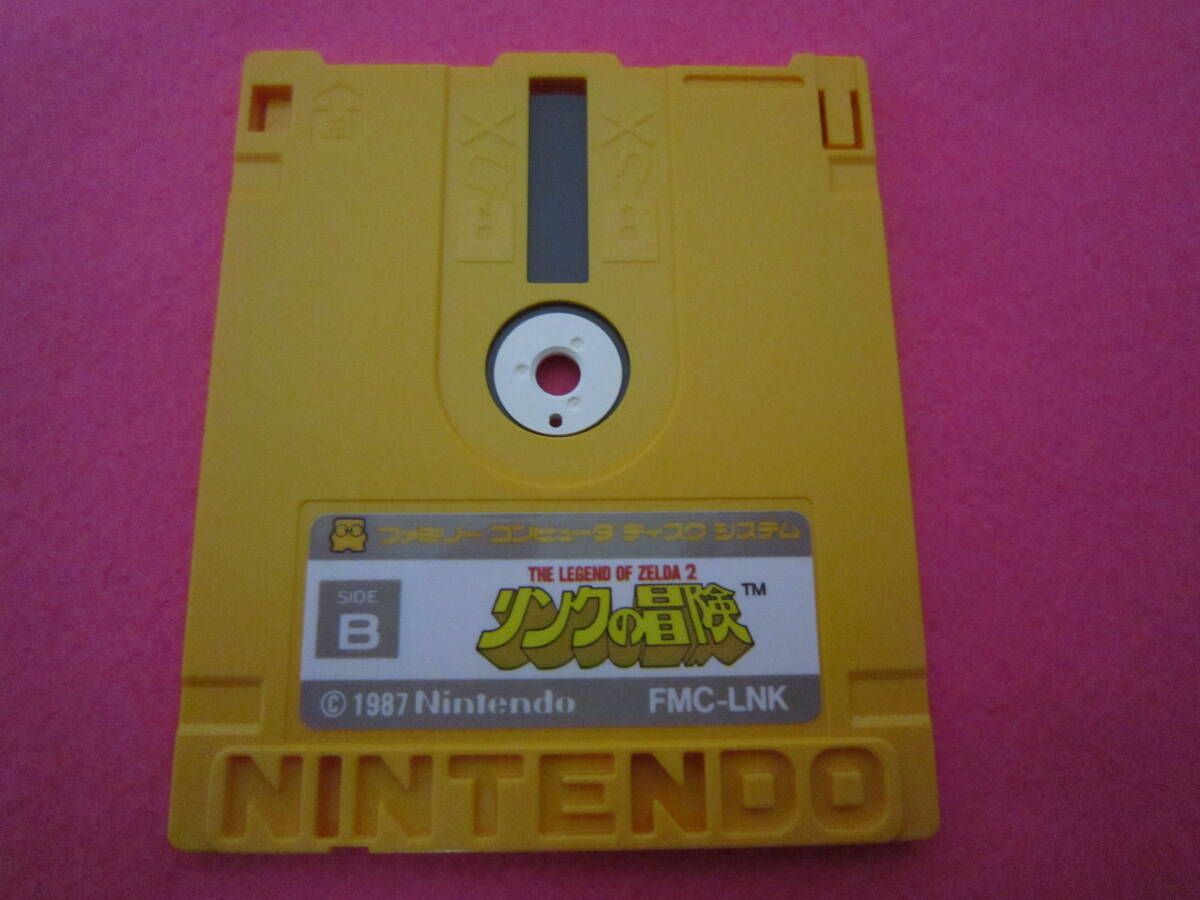 ファミリー コンピュータ ディスク システム
THE LEGEND OF ZELDA 2
SIDE
B
リンクの冒険 ™
© 1987 Nintendo FMC-LNK
NINTENDO